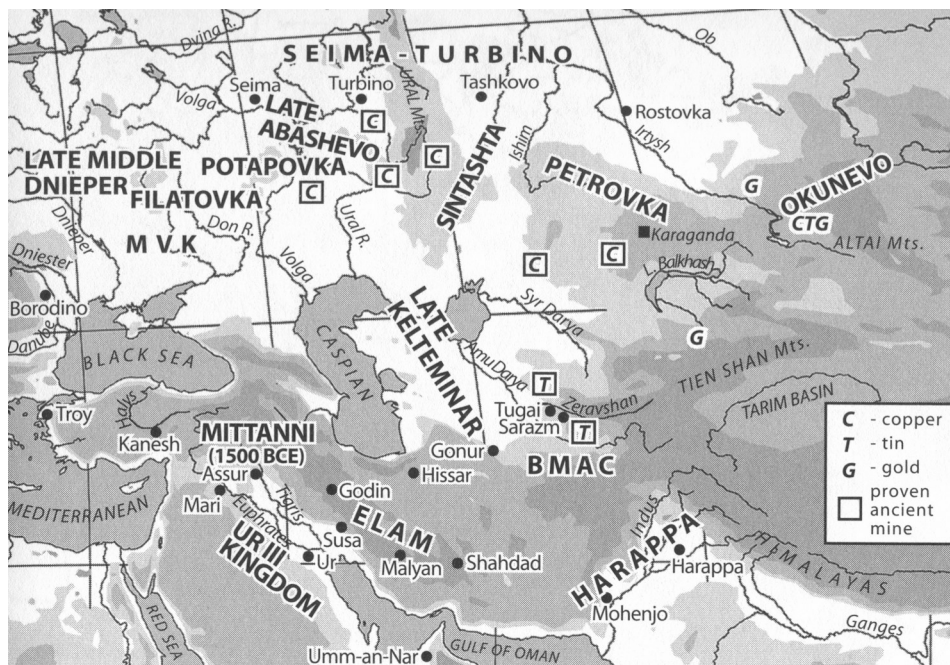 Dvina R.
SEIMA-TURBINO
Ob
Seima
Turbino
Tashkovo
URAL Mts.
Volga
LATE
ABASHEVO
C
Rostovka
Irtysh
Ishim
LATE MIDDLE
DNIEPER
POTAPOVKA
C
C
C
SINTASHTA
PETROVKA
G
OKUNEVO
CTG
FILATOVKA
Dnieper
Don R.
Ural R.
M V K
Volga
Karaganda
ALTAI Mts.
Dniester
C
C
L. Balkhash
Borodino
Danube
Syr Darya
G
BLACK SEA
CASPIAN
LATE
KELTEMINAR
Amu Darya
T
TIEN SHAN Mts.
Zeravshan
TARIM BASIN
Troy
Halys
Kanesh
Tugai
Sarazm
T
C - copper
T - tin
G - gold
proven
ancient
mine
MITTANNI
(1500 BCE)
Gonur
BMAC
Assur
Hissar
Mari
Godin
MEDITERRANEAN
Tigris
Euphrates
ELAM
Indus
UR III
KINGDOM
Susa
Ur
Malyan
Shahdad
HARAPPA
Harappa
HIMALAYAS
Mohenjo
RED SEA
Ganges
Umm-an-Nar
GULF OF OMAN